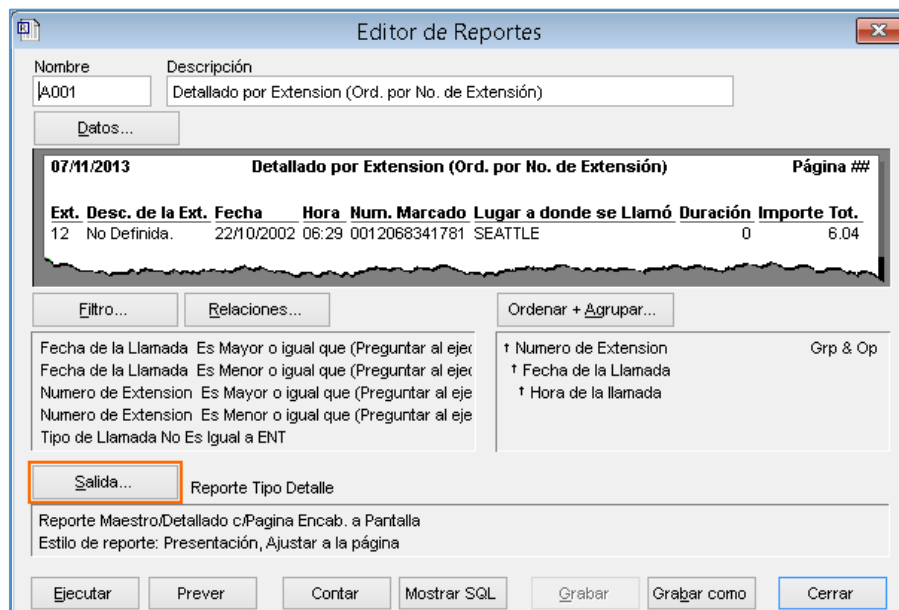 Editor de Reportes
Nombre Descripción
A001 Detallado por Extension (Ord. por No. de Extensión)
Datos...
07/11/2013 Detallado por Extension (Ord. por No. de Extensión) Página ##
Ext. Desc. de la Ext. Fecha Hora Num. Marcado Lugar a donde se Llamó Duración Importe Tot.
12 No Definida. 22/10/2002 06:29 0012068341781 SEATTLE 0 6.04
Filtro... Relaciones... Ordenar + Agrupar...
Fecha de la Llamada Es Mayor o igual que (Preguntar al ejec
Fecha de la Llamada Es Menor o igual que (Preguntar al ejec
Numero de Extension Es Mayor o igual que (Preguntar al eje
Numero de Extension Es Menor o igual que (Preguntar al eje
Tipo de Llamada No Es Igual a ENT
↑ Numero de Extension Grp & Op
↑ Fecha de la Llamada
↑ Hora de la llamada
Salida... Reporte Tipo Detalle
Reporte Maestro/Detallado c/Pagina Encab. a Pantalla
Estilo de reporte: Presentación, Ajustar a la página
Ejecutar Prever Contar Mostrar SQL Grabar Grabar como Cerrar